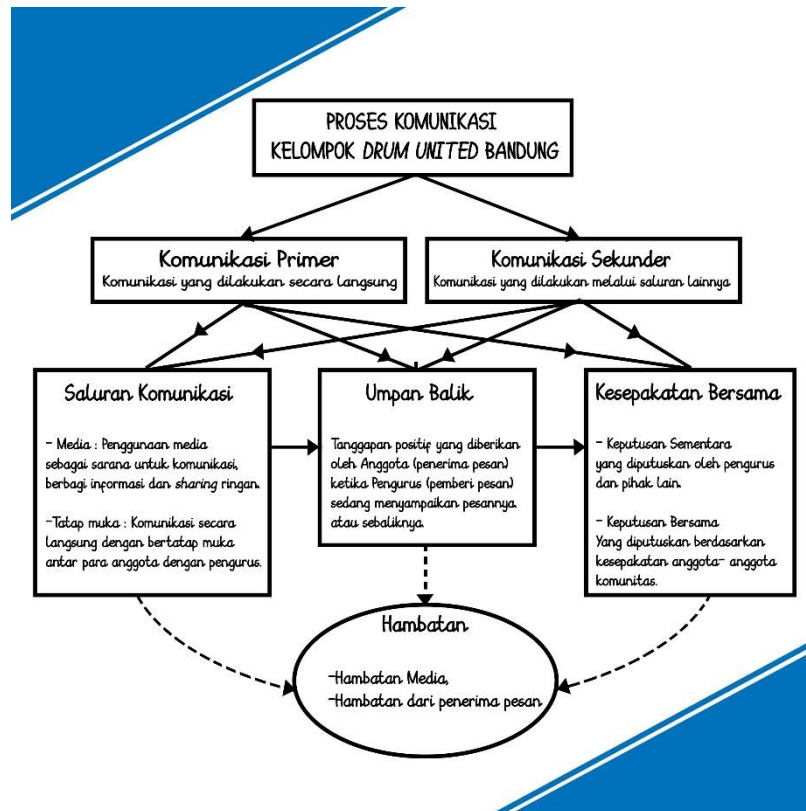 PROSES KOMUNIKASI
KELOMPOK DRUM UNITED BANDUNG
Komunikasi Primer
Komunikasi yang dilakukan secara langsung
Komunikasi Sekunder
Komunikasi yang dilakukan melalui saluran lainnya
Saluran Komunikasi
- Media : Penggunaan media
sebagai sarana untuk komunikasi,
berbagi informasi dan sharing ringan.
-Tatap muka : Komunikasi secara
langsung dengan bertatap muka
antar para anggota dengan pengurus.
Umpan Balik
Tanggapan positif yang diberikan
oleh Anggota (penerima pesan)
ketika Pengurus (pemberi pesan)
sedang menyampaikan pesannya.
atau sebaliknya.
Kesepakatan Bersama
- Keputusan Sementara
yang diputuskan oleh pengurus
dan pihak lain.
- Keputusan Bersama
Yang diputuskan berdasarkan
kesepakatan anggota- anggota
komunitas.
Hambatan
-Hambatan Media,
-Hambatan dari penerima pesan